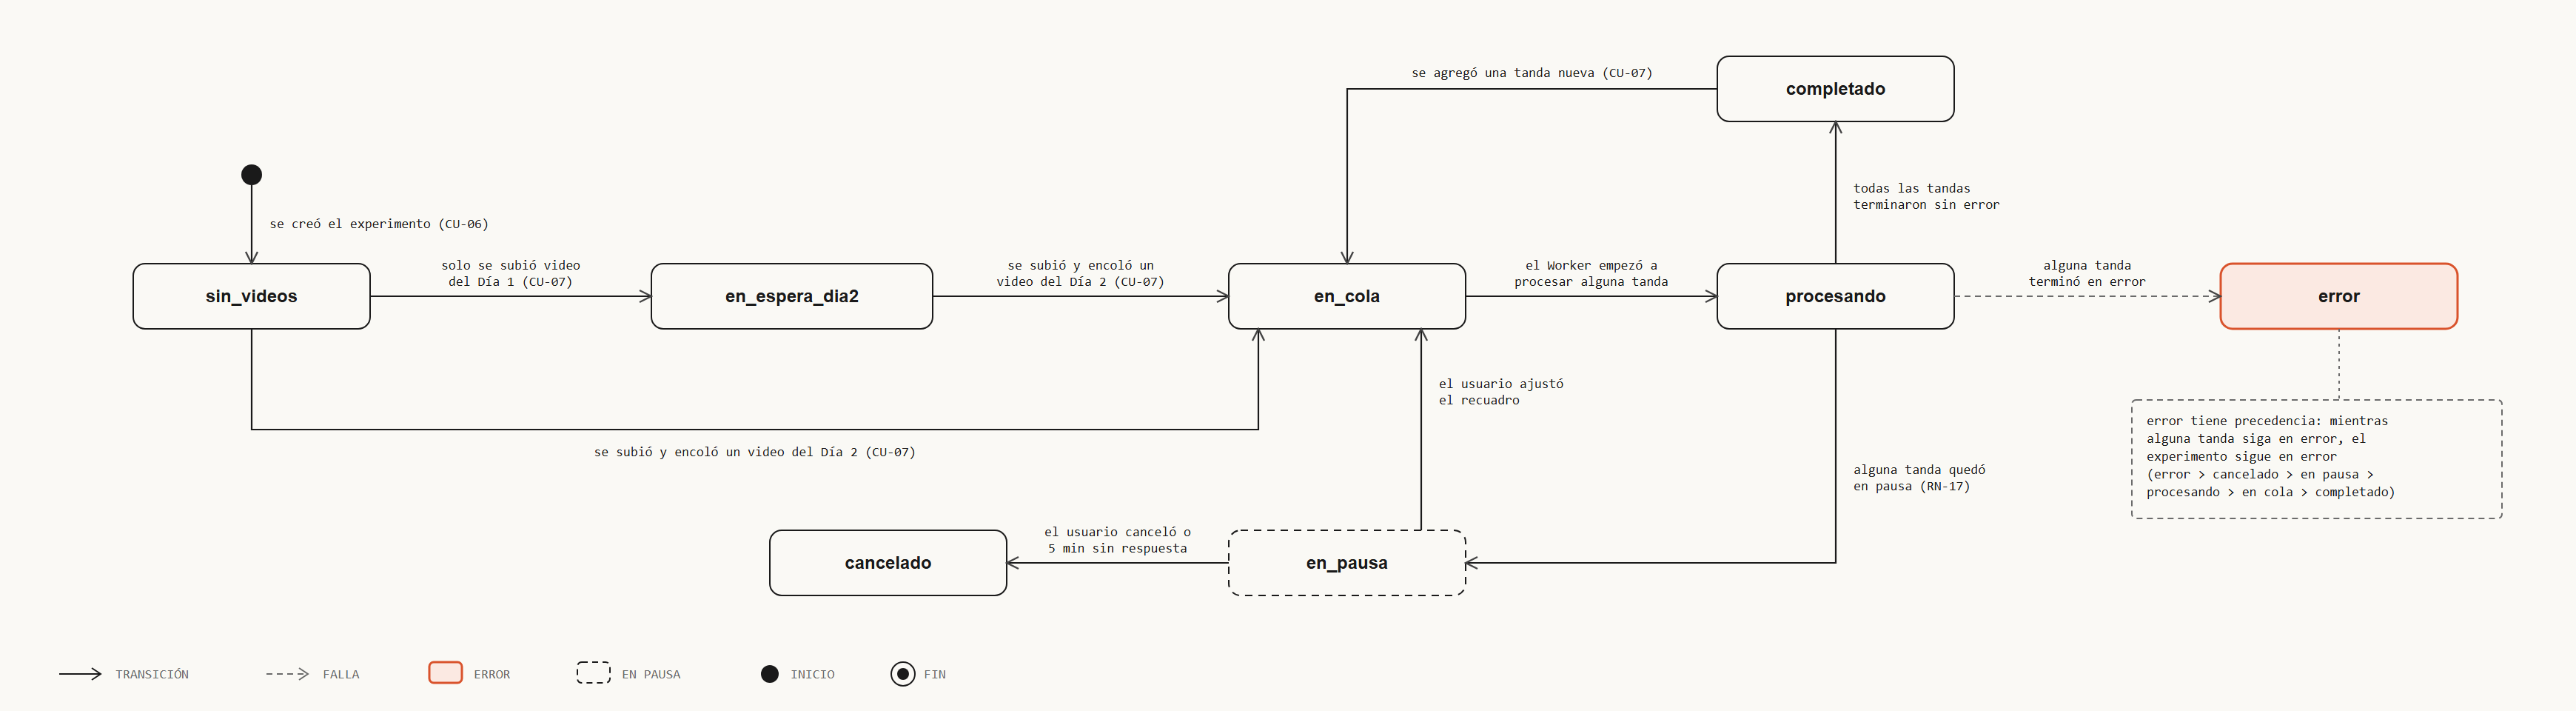 completado
se agregó una tanda nueva (CU-07)
todas las tandas
terminaron sin error
se creó el experimento (CU-06)
sin_videos
solo se subió video
del Día 1 (CU-07)
en_espera_dia2
se subió y encoló un
video del Día 2 (CU-07)
en_cola
el Worker empezó a
procesar alguna tanda
procesando
alguna tanda
terminó en error
error
el usuario ajustó
el recuadro
se subió y encoló un video del Día 2 (CU-07)
alguna tanda quedó
en pausa (RN-17)
error tiene precedencia: mientras
alguna tanda siga en error, el
experimento sigue en error
(error > cancelado > en pausa >
procesando > en cola > completado)
cancelado
el usuario canceló o
5 min sin respuesta
en_pausa
TRANSICIÓN
FALLA
ERROR
EN PAUSA
INICIO
FIN